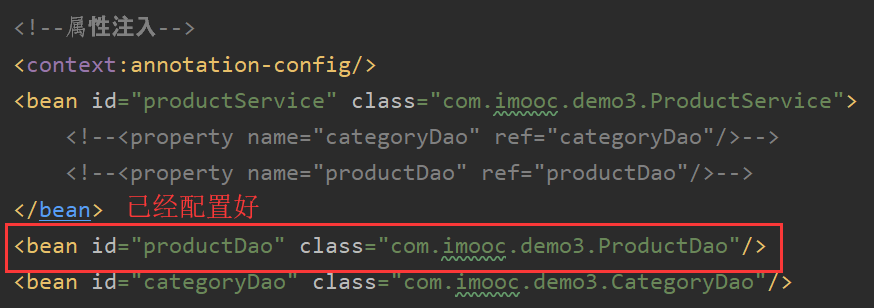 <!--属性注入-->
<context:annotation-config/>
<bean id="productService" class="com.imooc.demo3.ProductService">
<!--<property name="categoryDao" ref="categoryDao"/>-->
<!--<property name="productDao" ref="productDao"/>-->
</bean> 已经配置好
<bean id="productDao" class="com.imooc.demo3.ProductDao"/>
<bean id="categoryDao" class="com.imooc.demo3.CategoryDao"/>